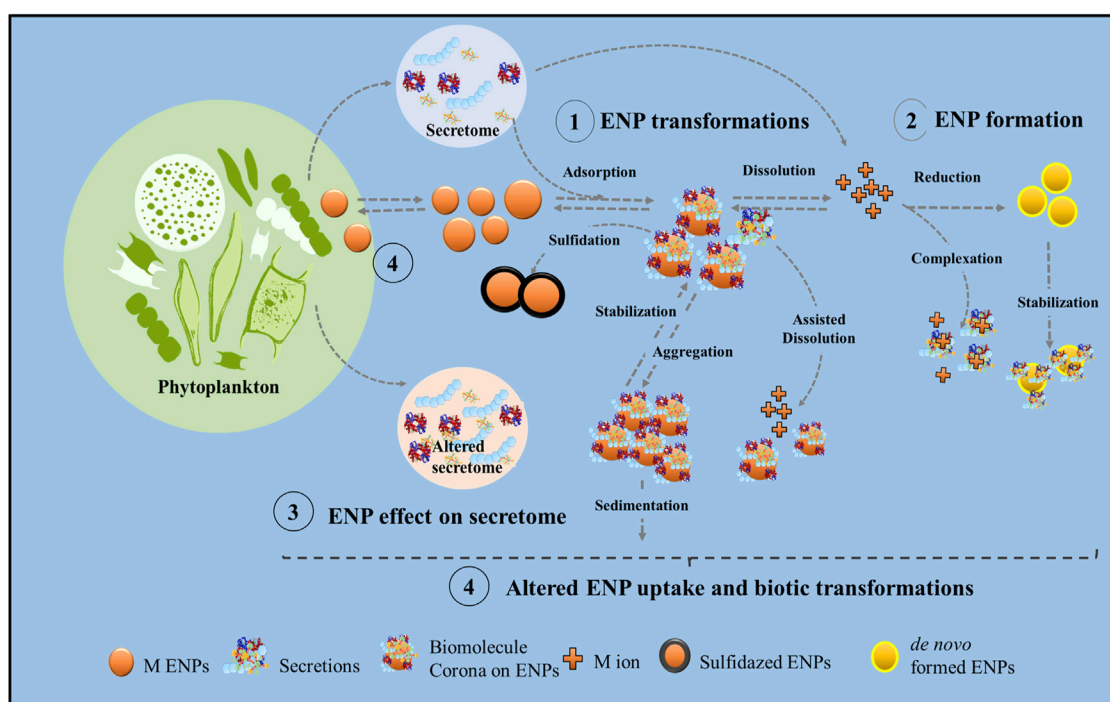 Secretome
1 ENP transformations
2 ENP formation
Adsorption
Dissolution
Reduction
4
Sulfidation
Complexation
Stabilization
Stabilization
Assisted
Dissolution
Aggregation
Phytoplankton
Altered
secretome
3 ENP effect on secretome
Sedimentation
4 Altered ENP uptake and biotic transformations
M ENPs
Secretions
Biomolecule
Corona on ENPs
M ion
Sulfidazed ENPs
de novo
formed ENPs